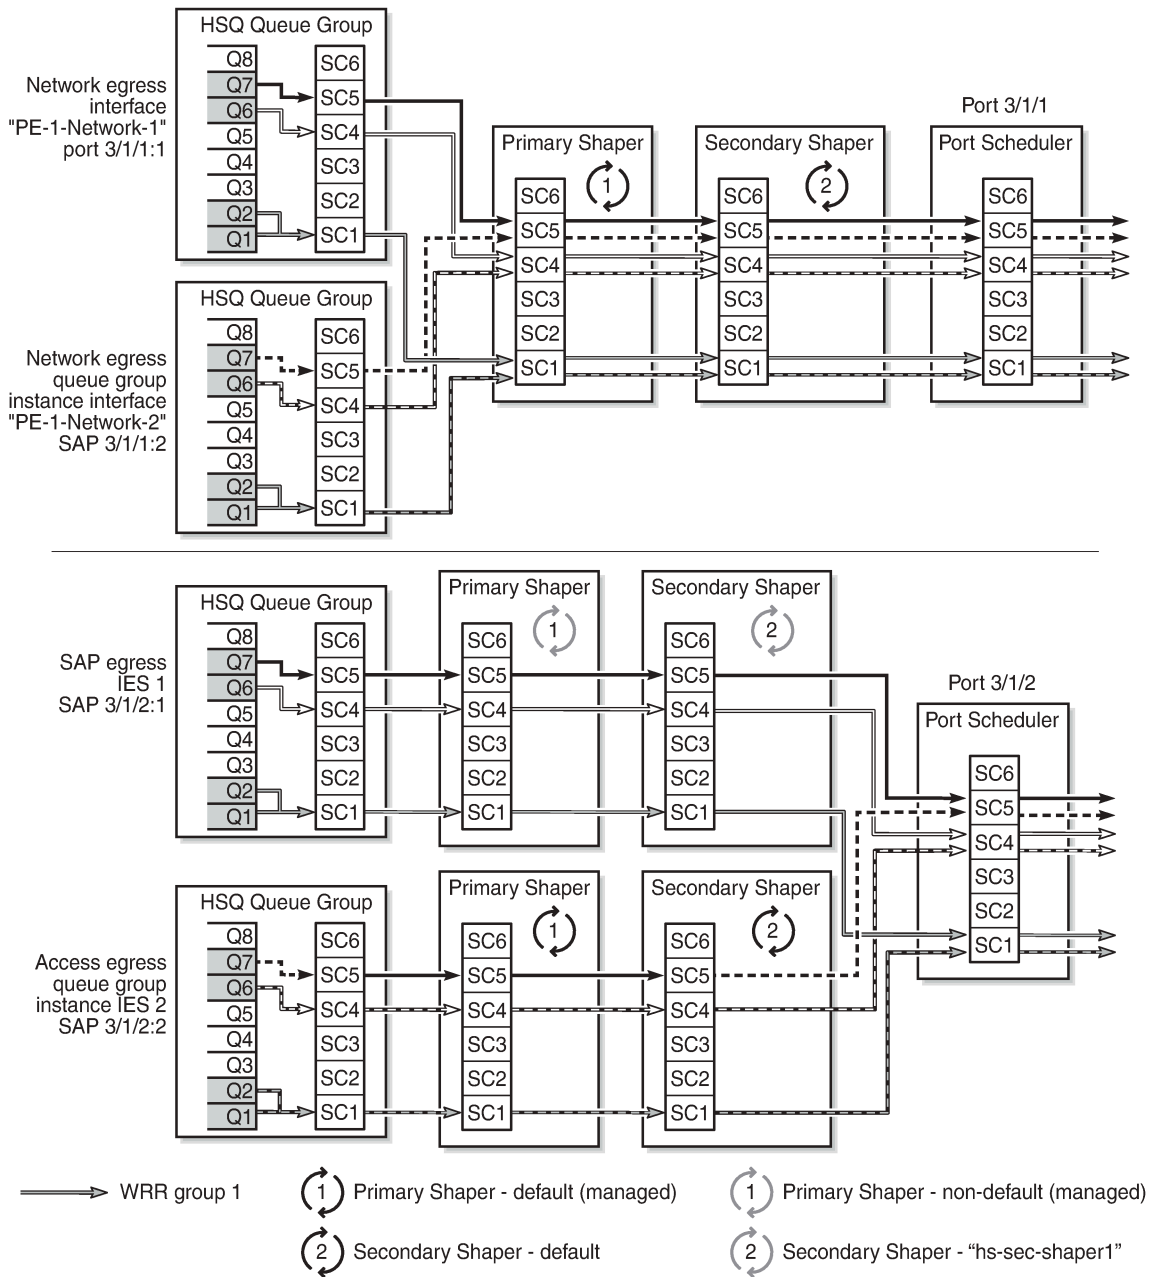 HSQ Queue Group
Q8
Q7
Q6
Q5
Q4
Q3
Q2
Q1
SC6
SC5
SC4
SC3
SC2
SC1
Network egress
interface
"PE-1-Network-1"
port 3/1/1:1
HSQ Queue Group
Q8
Q7
Q6
Q5
Q4
Q3
Q2
Q1
SC6
SC5
SC4
SC3
SC2
SC1
Network egress
queue group
instance interface
"PE-1-Network-2"
SAP 3/1/1:2
Primary Shaper
1
SC6
SC5
SC4
SC3
SC2
SC1
Secondary Shaper
2
SC6
SC5
SC4
SC3
SC2
SC1
Port 3/1/1
Port Scheduler
SC6
SC5
SC4
SC3
SC2
SC1
HSQ Queue Group
Q8
Q7
Q6
Q5
Q4
Q3
Q2
Q1
SC6
SC5
SC4
SC3
SC2
SC1
SAP egress
IES 1
SAP 3/1/2:1
Primary Shaper
1
SC6
SC5
SC4
SC3
SC2
SC1
Secondary Shaper
2
SC6
SC5
SC4
SC3
SC2
SC1
HSQ Queue Group
Q8
Q7
Q6
Q5
Q4
Q3
Q2
Q1
SC6
SC5
SC4
SC3
SC2
SC1
Access egress
queue group
instance IES 2
SAP 3/1/2:2
Primary Shaper
1
SC6
SC5
SC4
SC3
SC2
SC1
Secondary Shaper
2
SC6
SC5
SC4
SC3
SC2
SC1
Port 3/1/2
Port Scheduler
SC6
SC5
SC4
SC3
SC2
SC1
WRR group 1
1 Primary Shaper - default (managed)
1 Primary Shaper - non-default (managed)
2 Secondary Shaper - default
2 Secondary Shaper - “hs-sec-shaper1”